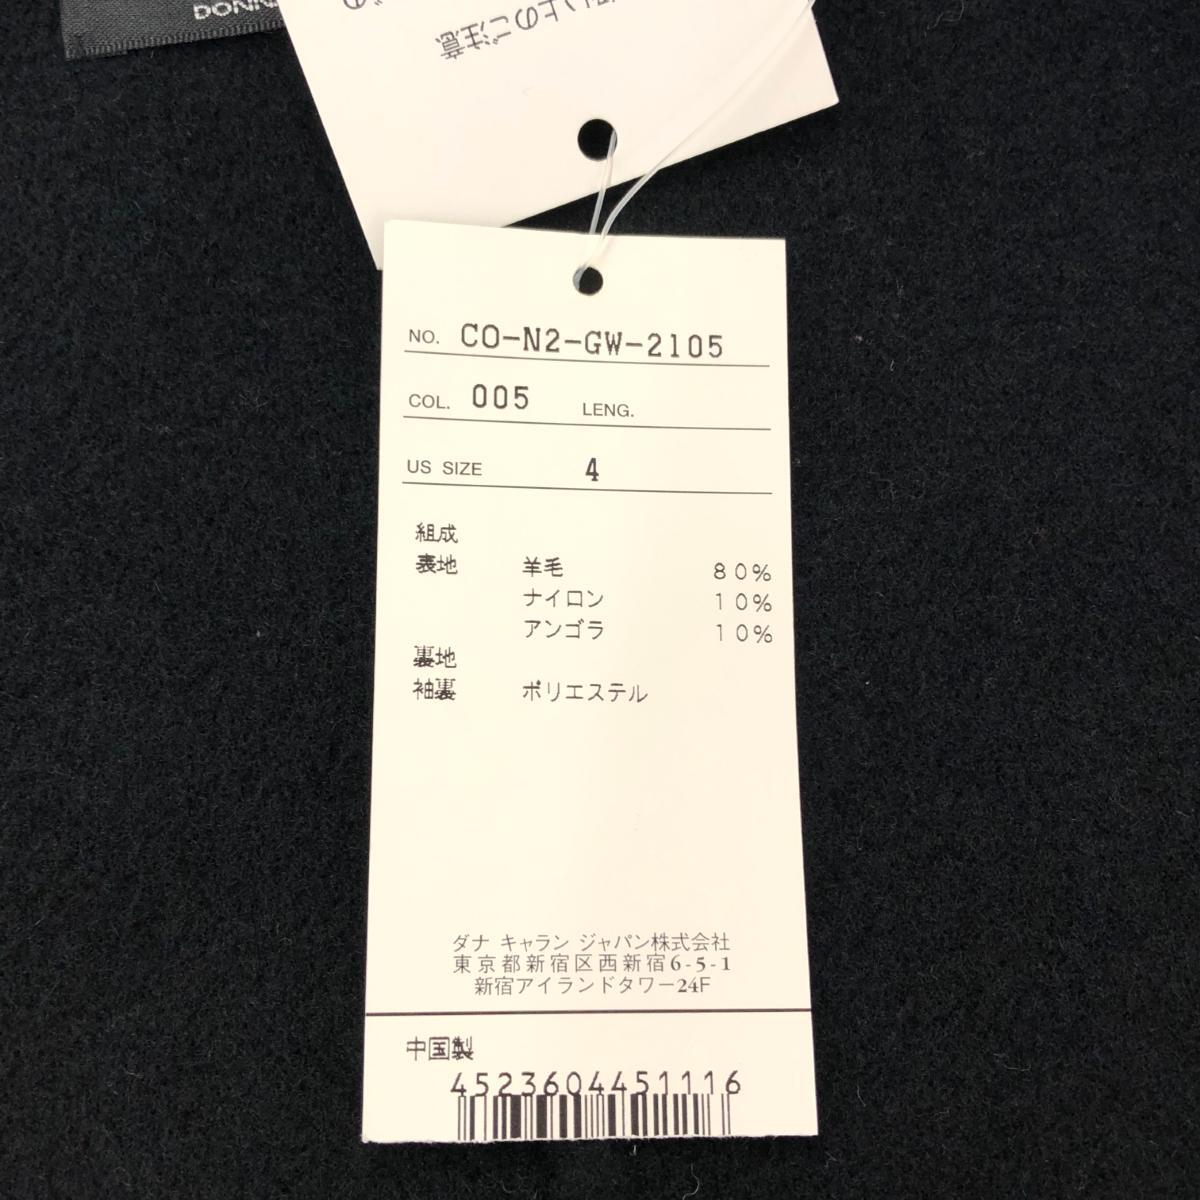 DONN
のご注意
NO. CO-N2-GW-2105
COL. 005 LENG.
US SIZE 4
組成
表地 羊毛 80%
ナイロン 10%
アンゴラ 10%
裏地
袖裏 ポリエステル
ダナ キャラン ジャパン株式会社
東京都新宿区西新宿6-5-1
新宿アイランドタワー24F
中国製
4523604451116